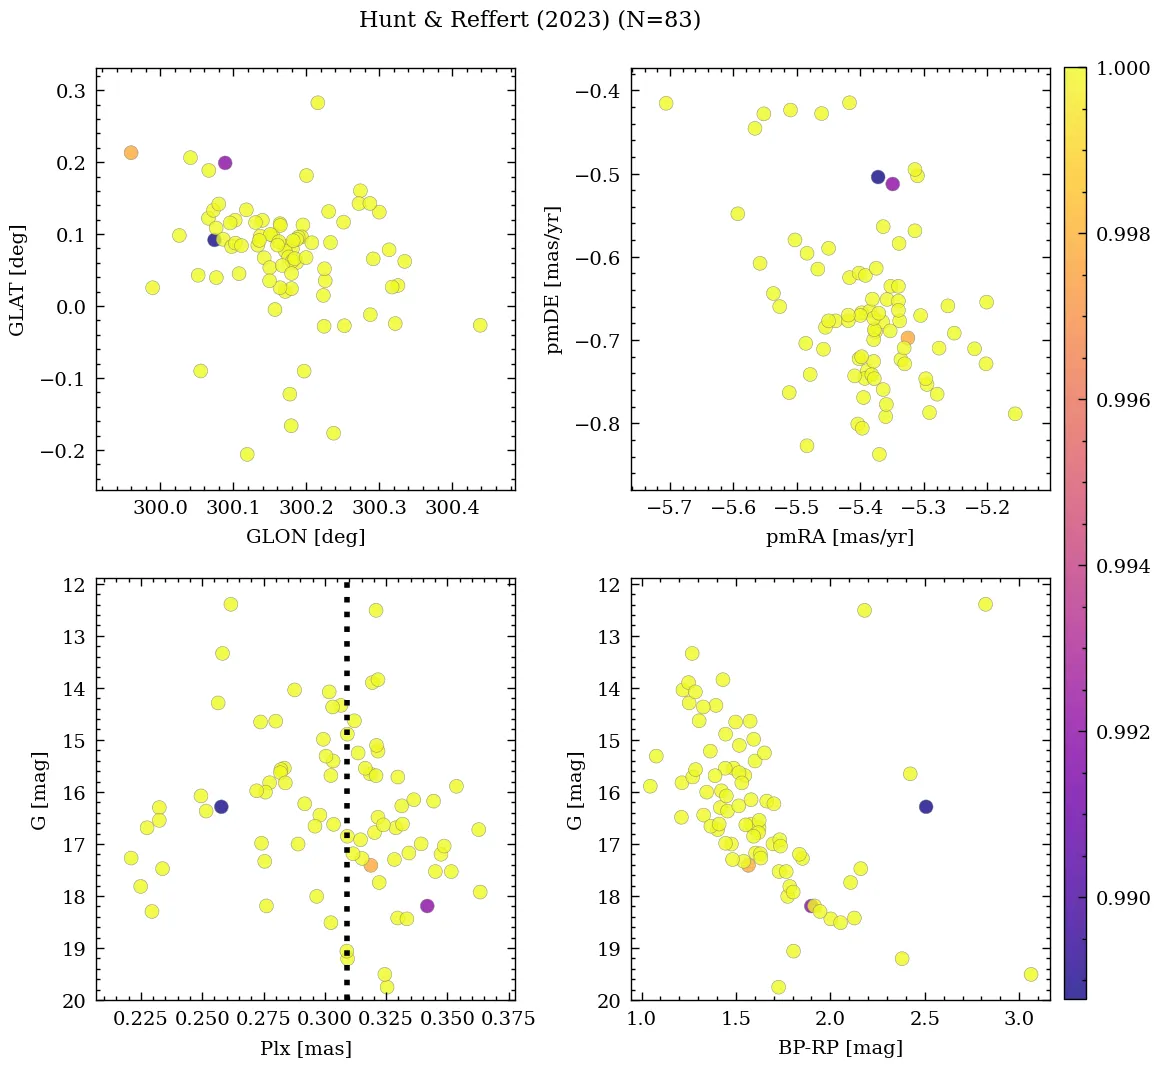 Hunt & Reffert (2023) (N=83)
0.3
0.2
0.1
0.0
−0.1
−0.2
GLAT [deg]
300.0 300.1 300.2 300.3 300.4
GLON [deg]
−0.4
−0.5
−0.6
−0.7
−0.8
pmDE [mas/yr]
−5.7 −5.6 −5.5 −5.4 −5.3 −5.2
pmRA [mas/yr]
12
13
14
15
16
17
18
19
20
G [mag]
0.225 0.250 0.275 0.300 0.325 0.350 0.375
Plx [mas]
12
13
14
15
16
17
18
19
20
G [mag]
1.0 1.5 2.0 2.5 3.0
BP-RP [mag]
1.000
0.998
0.996
0.994
0.992
0.990